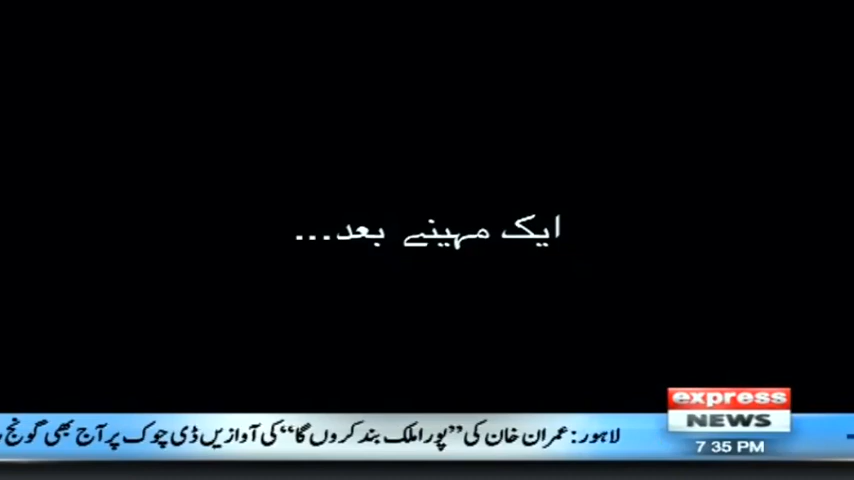 ایک مہینے بعد...
express
NEWS
لاہور: عمران خان کی ”پورا ملک بند کروں گا“ کی آوازیں ڈی چوک پر آج بھی گونج
7:35 PM